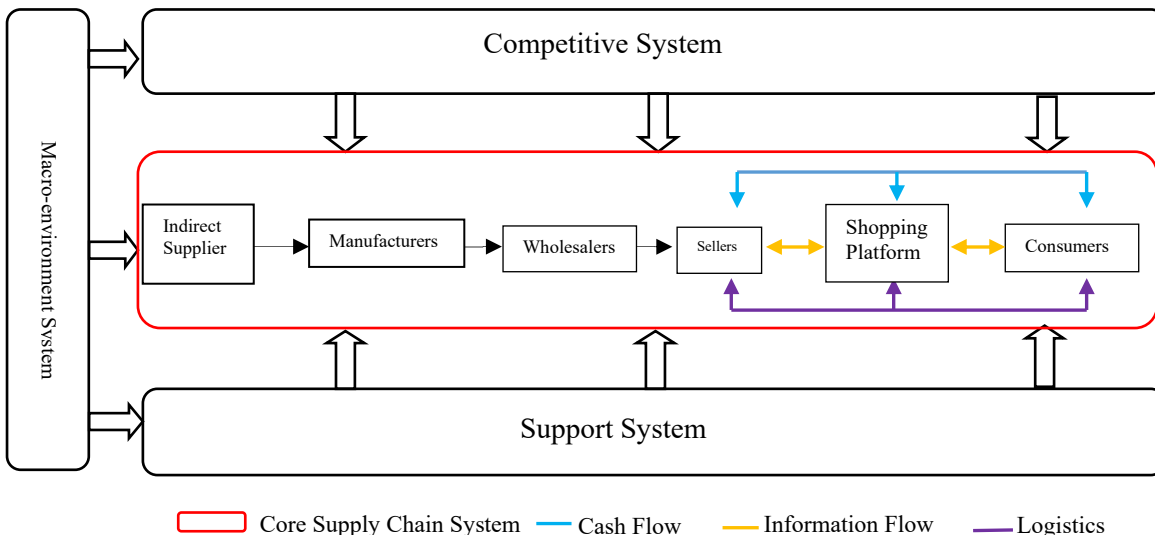 Competitive System
Macro-environment System
Indirect
Supplier
Manufacturers
Wholesalers
Sellers
Shopping
Platform
Consumers
Support System
Core Supply Chain System
Cash Flow
Information Flow
Logistics